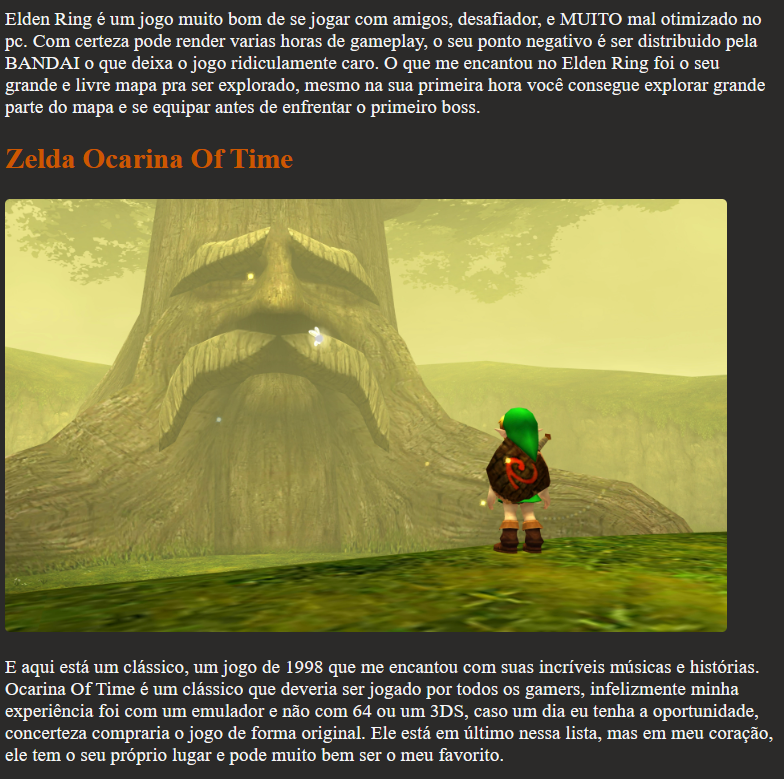 Elden Ring é um jogo muito bom de se jogar com amigos, desafiador, e MUITO mal otimizado no
pc. Com certeza pode render varias horas de gameplay, o seu ponto negativo é ser distribuido pela
BANDAI o que deixa o jogo ridiculamente caro. O que me encantou no Elden Ring foi o seu
grande e livre mapa pra ser explorado, mesmo na sua primeira hora você consegue explorar grande
parte do mapa e se equipar antes de enfrentar o primeiro boss.
Zelda Ocarina Of Time
E aqui está um clássico, um jogo de 1998 que me encantou com suas incríveis músicas e histórias.
Ocarina Of Time é um clássico que deveria ser jogado por todos os gamers, infelizmente minha
experiência foi com um emulador e não com 64 ou um 3DS, caso um dia eu tenha a oportunidade,
concerteza compraria o jogo de forma original. Ele está em último nessa lista, mas em meu coração,
ele tem o seu próprio lugar e pode muito bem ser o meu favorito.